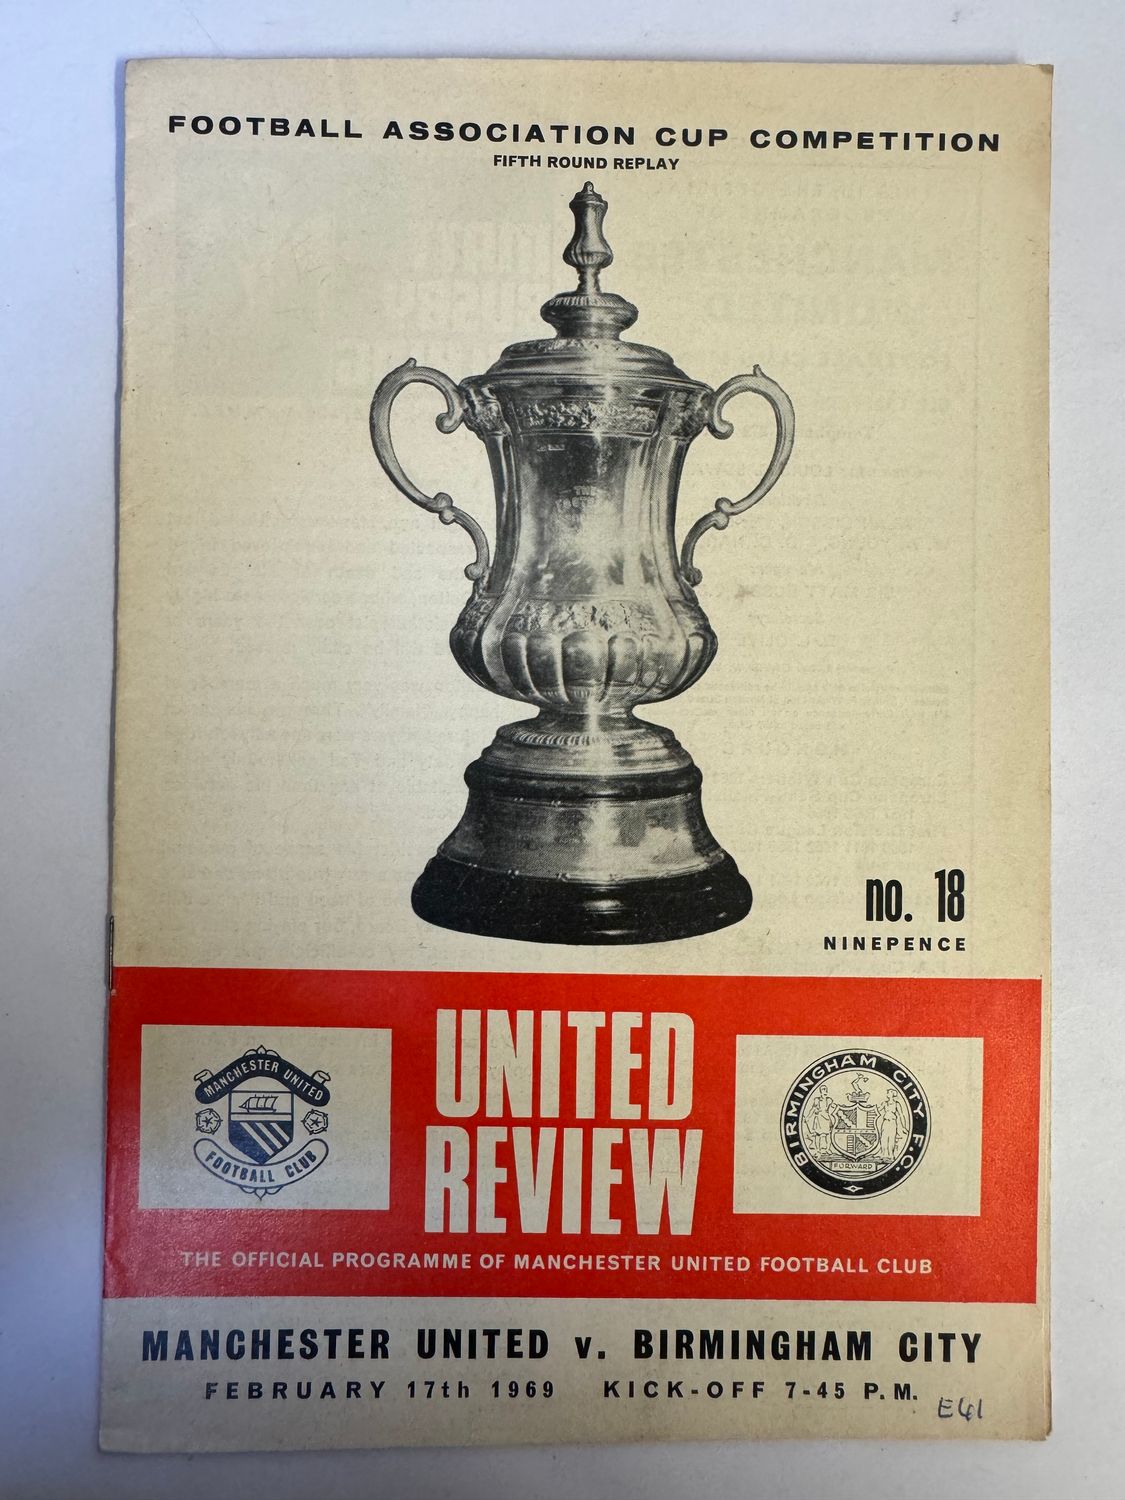 FOOTBALL ASSOCIATION CUP COMPETITION
FIFTH ROUND REPLAY
no. 18
NINEPENCE
MANCHESTER UNITED
FOOTBALL CLUB
UNITED
REVIEW
BIRMINGHAM CITY F.C.
FORWARD
THE OFFICIAL PROGRAMME OF MANCHESTER UNITED FOOTBALL CLUB
MANCHESTER UNITED v. BIRMINGHAM CITY
FEBRUARY 17th 1969 KICK-OFF 7-45 P.M.
E41